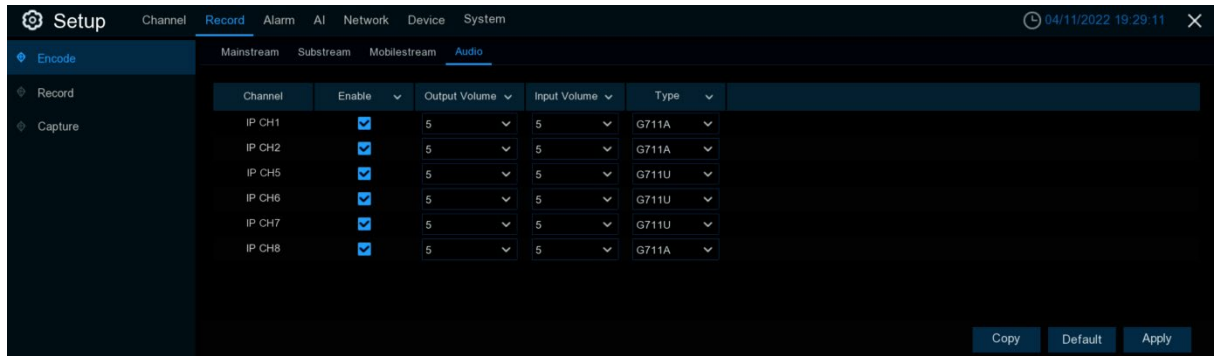 Setup Channel Record Alarm AI Network Device System 04/11/2022 19:29:11
Encode
Mainstream Substream Mobilestream Audio
Record
Capture
Channel Enable Output Volume Input Volume Type
IP CH1 5 5 G711A
IP CH2 5 5 G711A
IP CH5 5 5 G711U
IP CH6 5 5 G711U
IP CH7 5 5 G711U
IP CH8 5 5 G711A
Copy Default Apply